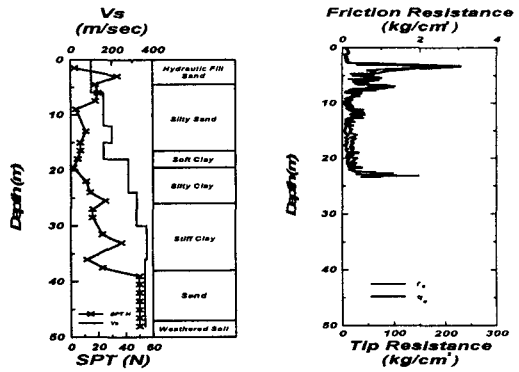 Vs
(m/sec)
0 200 400
0
10
20
30
40
50
Depth(m)
Hydraulic Fill
Sand
Silty Sand
Soft Clay
Silty Clay
Stiff Clay
Sand
Weathered Soil
SPT N
Vs
0 20 40 60
SPT (N)
Friction Resistance
(kg/cm²)
0 2 4
0
10
20
30
40
50
Depth(m)
0 100 200 300
Tip Resistance
(kg/cm²)